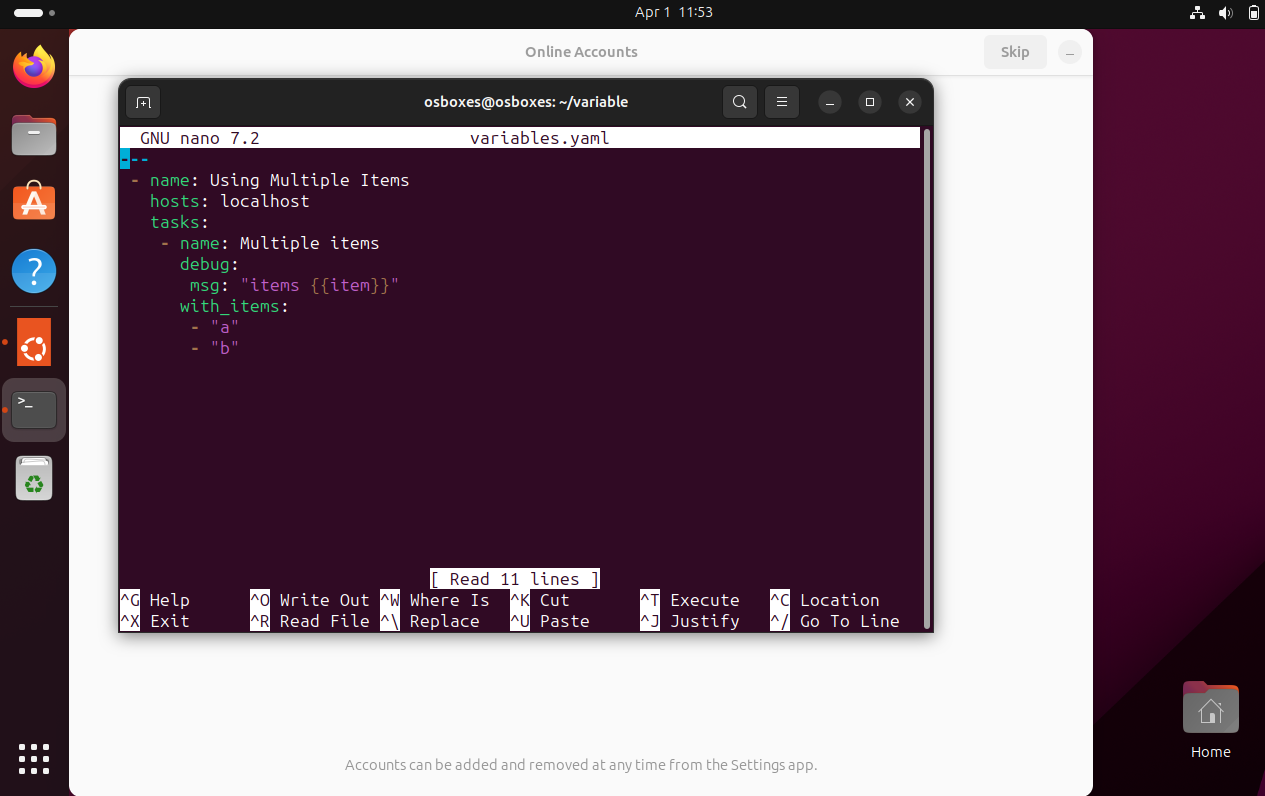 Apr 1 11:53
Online Accounts
Skip
osboxes@osboxes: ~/variable
GNU nano 7.2 variables.yaml
---
- name: Using Multiple Items
hosts: localhost
tasks:
- name: Multiple items
debug:
msg: "items {{item}}"
with_items:
- "a"
- "b"
[ Read 11 lines ]
^G Help ^O Write Out ^W Where Is ^K Cut ^T Execute ^C Location
^X Exit ^R Read File ^\ Replace ^U Paste ^J Justify ^/ Go To Line
Home
Accounts can be added and removed at any time from the Settings app.